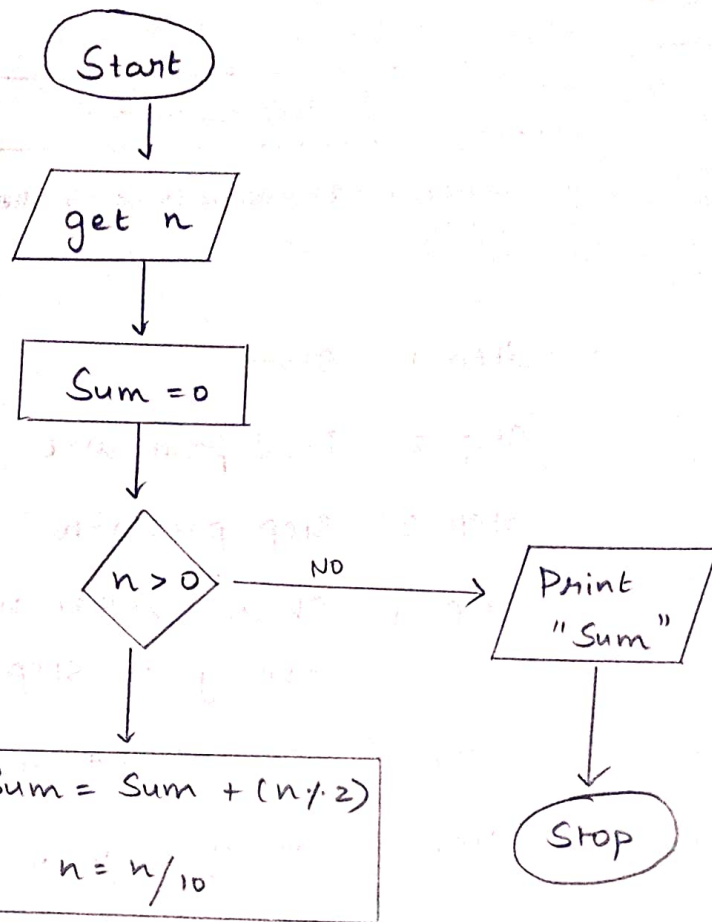 Start
get n
Sum = 0
n > 0
NO
Print
"Sum"
Stop
Sum = Sum + (n % 2)
n = n/10